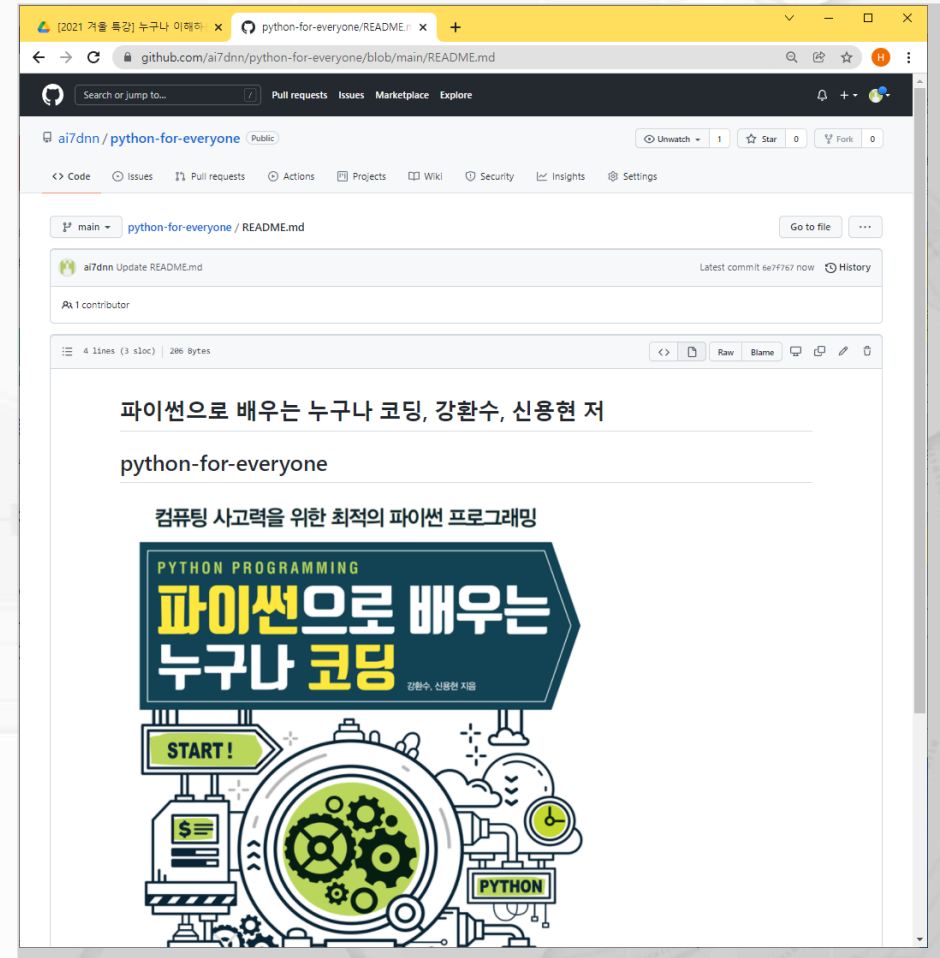 [2021 겨울 특강] 누구나 이해하
python-for-everyone/README.m
github.com/ai7dnn/python-for-everyone/blob/main/README.md
H
Search or jump to... /
Pull requests Issues Marketplace Explore
ai7dnn / python-for-everyone Public
Unwatch 1 Star 0 Fork 0
<> Code Issues Pull requests Actions Projects Wiki Security Insights Settings
main python-for-everyone / README.md Go to file ...
ai7dnn Update README.md Latest commit 6e7f767 now History
1 contributor
4 lines (3 sloc) | 206 Bytes <> Raw Blame
파이썬으로 배우는 누구나 코딩, 강환수, 신용현 저
python-for-everyone
컴퓨팅 사고력을 위한 최적의 파이썬 프로그래밍
PYTHON PROGRAMMING
파이썬으로 배우는
누구나 코딩
강환수, 신용현 지음
START !
$
PYTHON